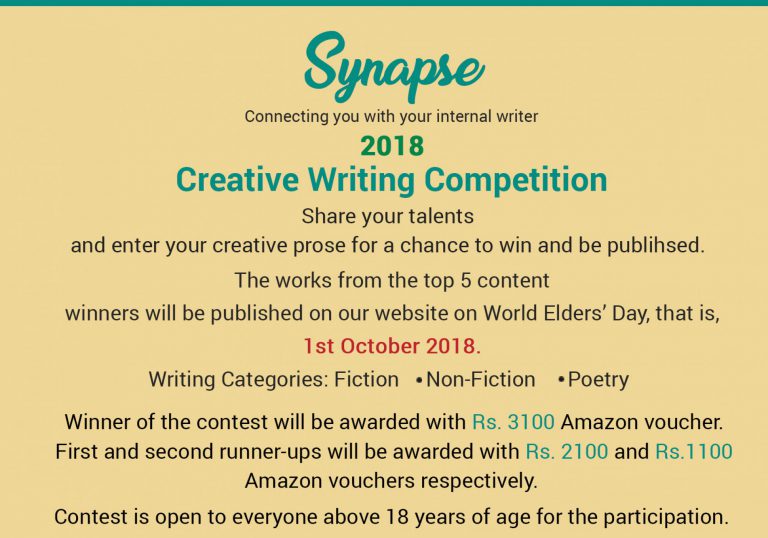 Synapse
Connecting you with your internal writer
2018
Creative Writing Competition
Share your talents
and enter your creative prose for a chance to win and be publihsed.
The works from the top 5 content
winners will be published on our website on World Elders’ Day, that is,
1st October 2018.
Writing Categories: Fiction •Non-Fiction •Poetry
Winner of the contest will be awarded with Rs. 3100 Amazon voucher.
First and second runner-ups will be awarded with Rs. 2100 and Rs.1100
Amazon vouchers respectively.
Contest is open to everyone above 18 years of age for the participation.